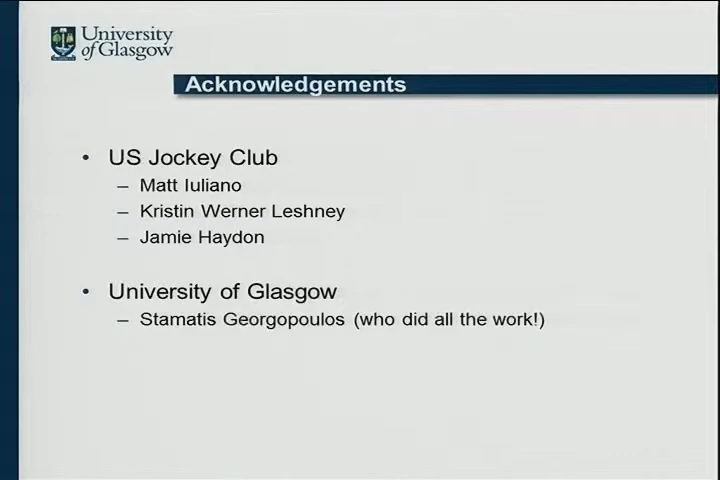 University
of Glasgow
Acknowledgements
• US Jockey Club
– Matt Iuliano
– Kristin Werner Leshney
– Jamie Haydon
• University of Glasgow
– Stamatis Georgopoulos (who did all the work!)